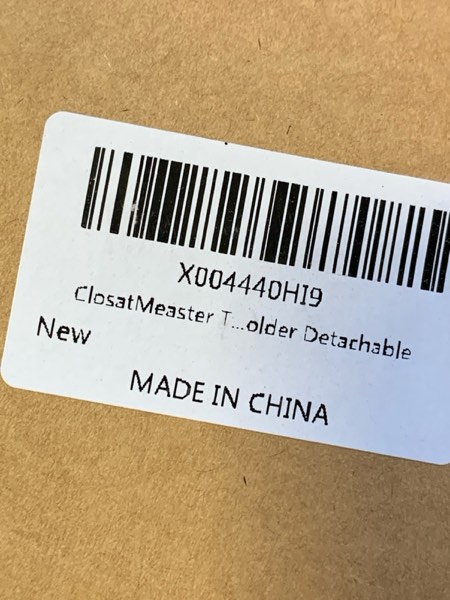 X004440HI9
ClosatMeaster T...older Detachable
New
MADE IN CHINA